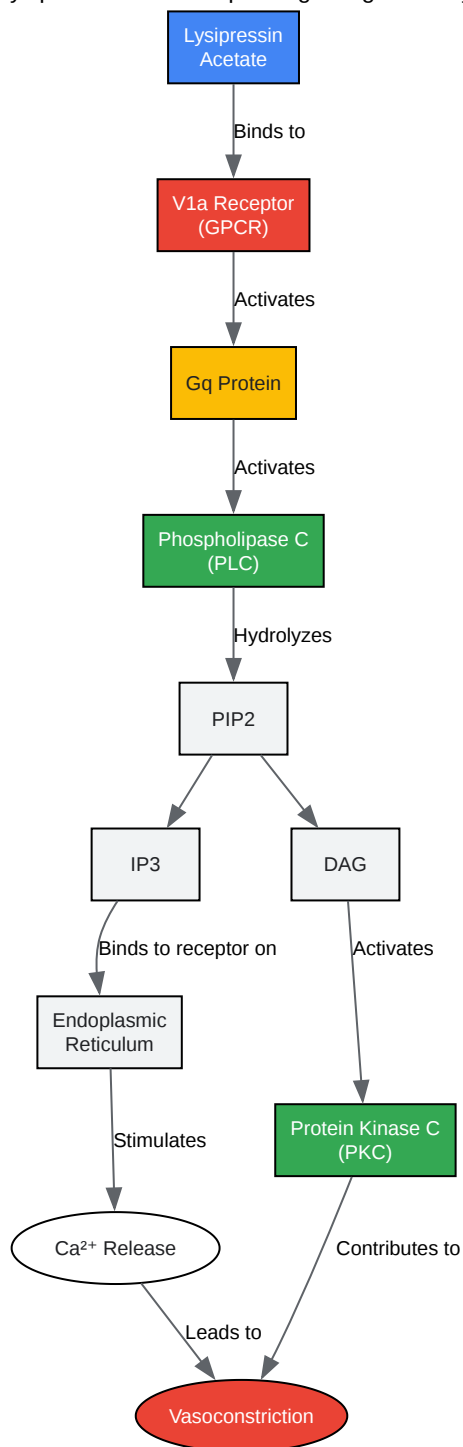 Lysipressin
Acetate
Binds to
V1a Receptor
(GPCR)
Activates
Gq Protein
Activates
Phospholipase C
(PLC)
Hydrolyzes
PIP2
IP3
DAG
Binds to receptor on
Activates
Endoplasmic
Reticulum
Protein Kinase C
(PKC)
Stimulates
Ca²⁺ Release
Contributes to
Leads to
Vasoconstriction